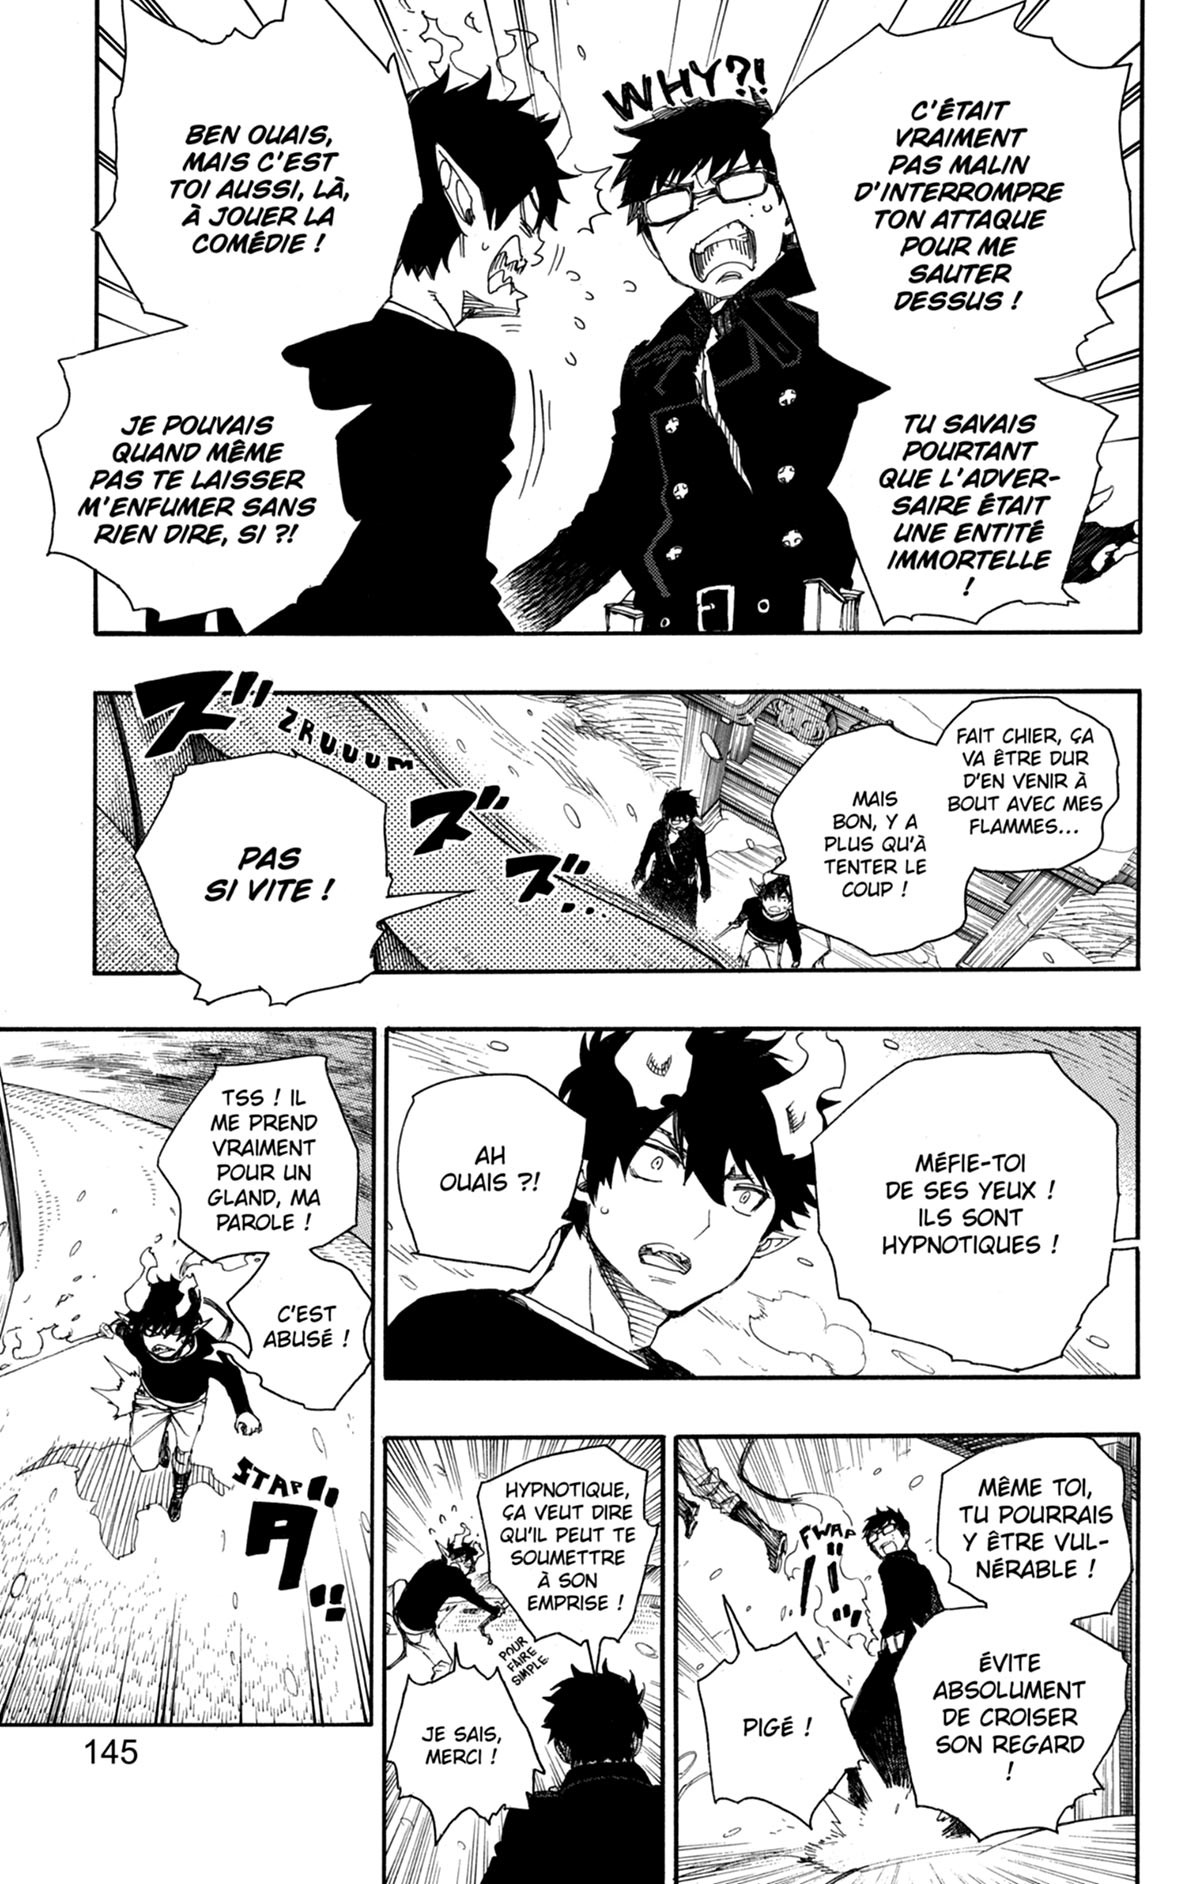 WHY?!
C'ÉTAIT
VRAIMENT
PAS MALIN
D'INTERROMPRE
TON ATTAQUE
POUR ME
SAUTER
DESSUS !
TU SAVAIS
POURTANT
QUE L'ADVER-
SAIRE ÉTAIT
UNE ENTITÉ
IMMORTELLE
!
BEN OUAIS,
MAIS C'EST
TOI AUSSI, LÀ,
À JOUER LA
COMÉDIE !
JE POUVAIS
QUAND MÊME
PAS TE LAISSER
M'ENFUMER SANS
RIEN DIRE, SI ?!
FAIT CHIER, ÇA
VA ÊTRE DUR
D'EN VENIR À
BOUT AVEC MES
FLAMMES...
MAIS
BON, Y A
PLUS QU'À
TENTER LE
COUP !
ズ"
ZRUUUM
ズ"
ズ"...
PAS
SI VITE !
MÉFIE-TOI
DE SES YEUX !
ILS SONT
HYPNOTIQUES !
AH
OUAIS ?!
MÊME TOI,
TU POURRAIS
Y ÊTRE VUL-
NÉRABLE !
FWAP
ÉVITE
ABSOLUMENT
DE CROISER
SON REGARD
!
PIGÉ !
HYPNOTIQUE,
ÇA VEUT DIRE
QU'IL PEUT TE
SOUMETTRE
À SON
EMPRISE !
POUR
FAIRE
SIMPLE.
JE SAIS,
MERCI !
TSS ! IL
ME PREND
VRAIMENT
POUR UN
GLAND, MA
PAROLE !
C'EST
ABUSÉ !
STAP
ダ"!!
145